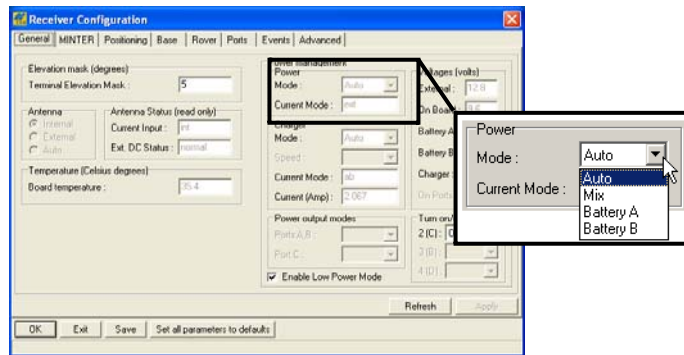 Receiver Configuration
General MINTER Positioning Base Rover Ports Events Advanced
Elevation mask (degrees)
Terminal Elevation Mask : 5
Antenna
Internal
External
Auto
Antenna Status (read only)
Current Input : int
Ext. DC Status : normal
Temperature (Celsius degrees)
Board temperature : 35.4
Power
Mode : Auto
Current Mode : ext
Charger
Mode : Auto
Speed :
Current Mode : ab
Current (Amp) : 2.067
Power output modes
Ports A,B :
Port C :
Enable Low Power Mode
Voltages (volts)
External : 12.8
On Board
Battery A
Battery B
Charger :
On Ports
Turn on/
2 (C) :
3 (B) :
4 (D) :
Refresh Apply
OK Exit Save Set all parameters to defaults
Power
Mode : Auto
Auto
Mix
Battery A
Battery B
Current Mode :